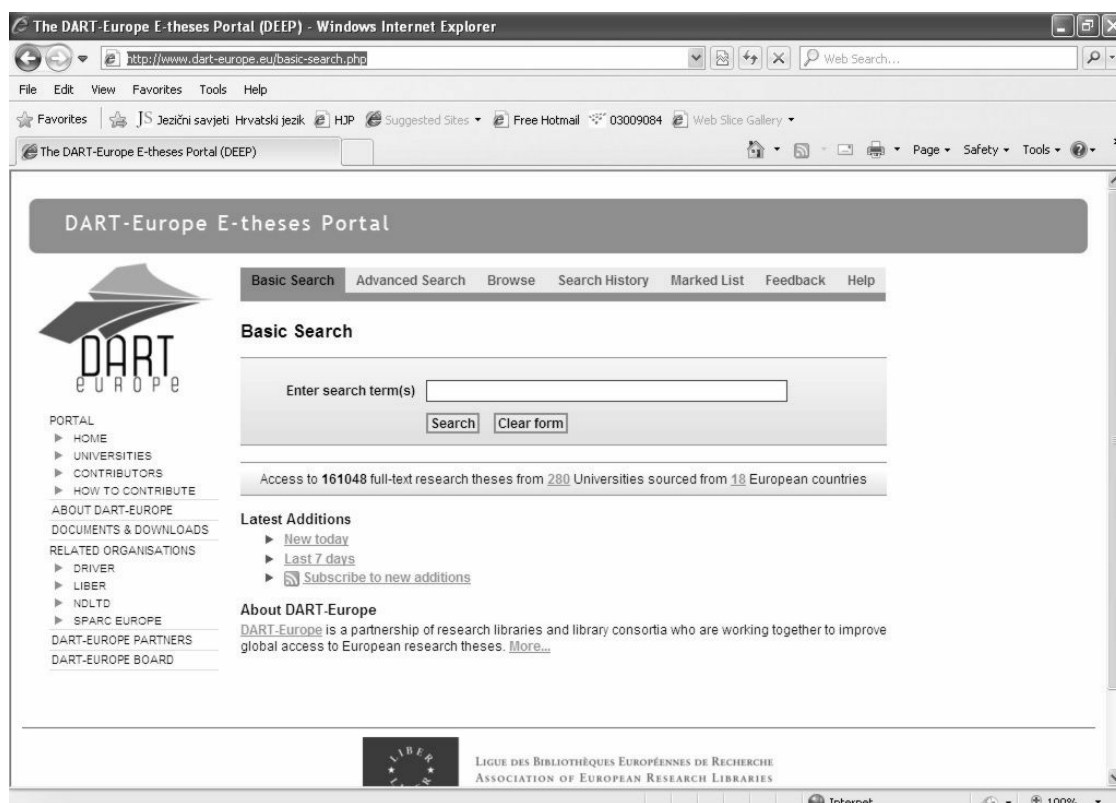 The DART-Europe E-theses Portal (DEEP) - Windows Internet Explorer
http://www.dart-europe.eu/basic-search.php
Web Search...
File Edit View Favorites Tools Help
Favorites JS Jezični savjeti Hrvatski jezik HJP Suggested Sites Free Hotmail 03009084 Web Slice Gallery
The DART-Europe E-theses Portal (DEEP)
Page Safety Tools
DART-Europe E-theses Portal
DART
europe
Basic Search Advanced Search Browse Search History Marked List Feedback Help
Basic Search
Enter search term(s)
Search Clear form
Access to 161048 full-text research theses from 280 Universities sourced from 18 European countries
Latest Additions
New today
Last 7 days
Subscribe to new additions
About DART-Europe
DART-Europe is a partnership of research libraries and library consortia who are working together to improve
global access to European research theses. More...
PORTAL
HOME
UNIVERSITIES
CONTRIBUTORS
HOW TO CONTRIBUTE
ABOUT DART-EUROPE
DOCUMENTS & DOWNLOADS
RELATED ORGANISATIONS
DRIVER
LIBER
NDLTD
SPARC EUROPE
DART-EUROPE PARTNERS
DART-EUROPE BOARD
LIBER
LIGUE DES BIBLIOTHÈQUES EUROPÉENNES DE RECHERCHE
ASSOCIATION OF EUROPEAN RESEARCH LIBRARIES
Internet 100%